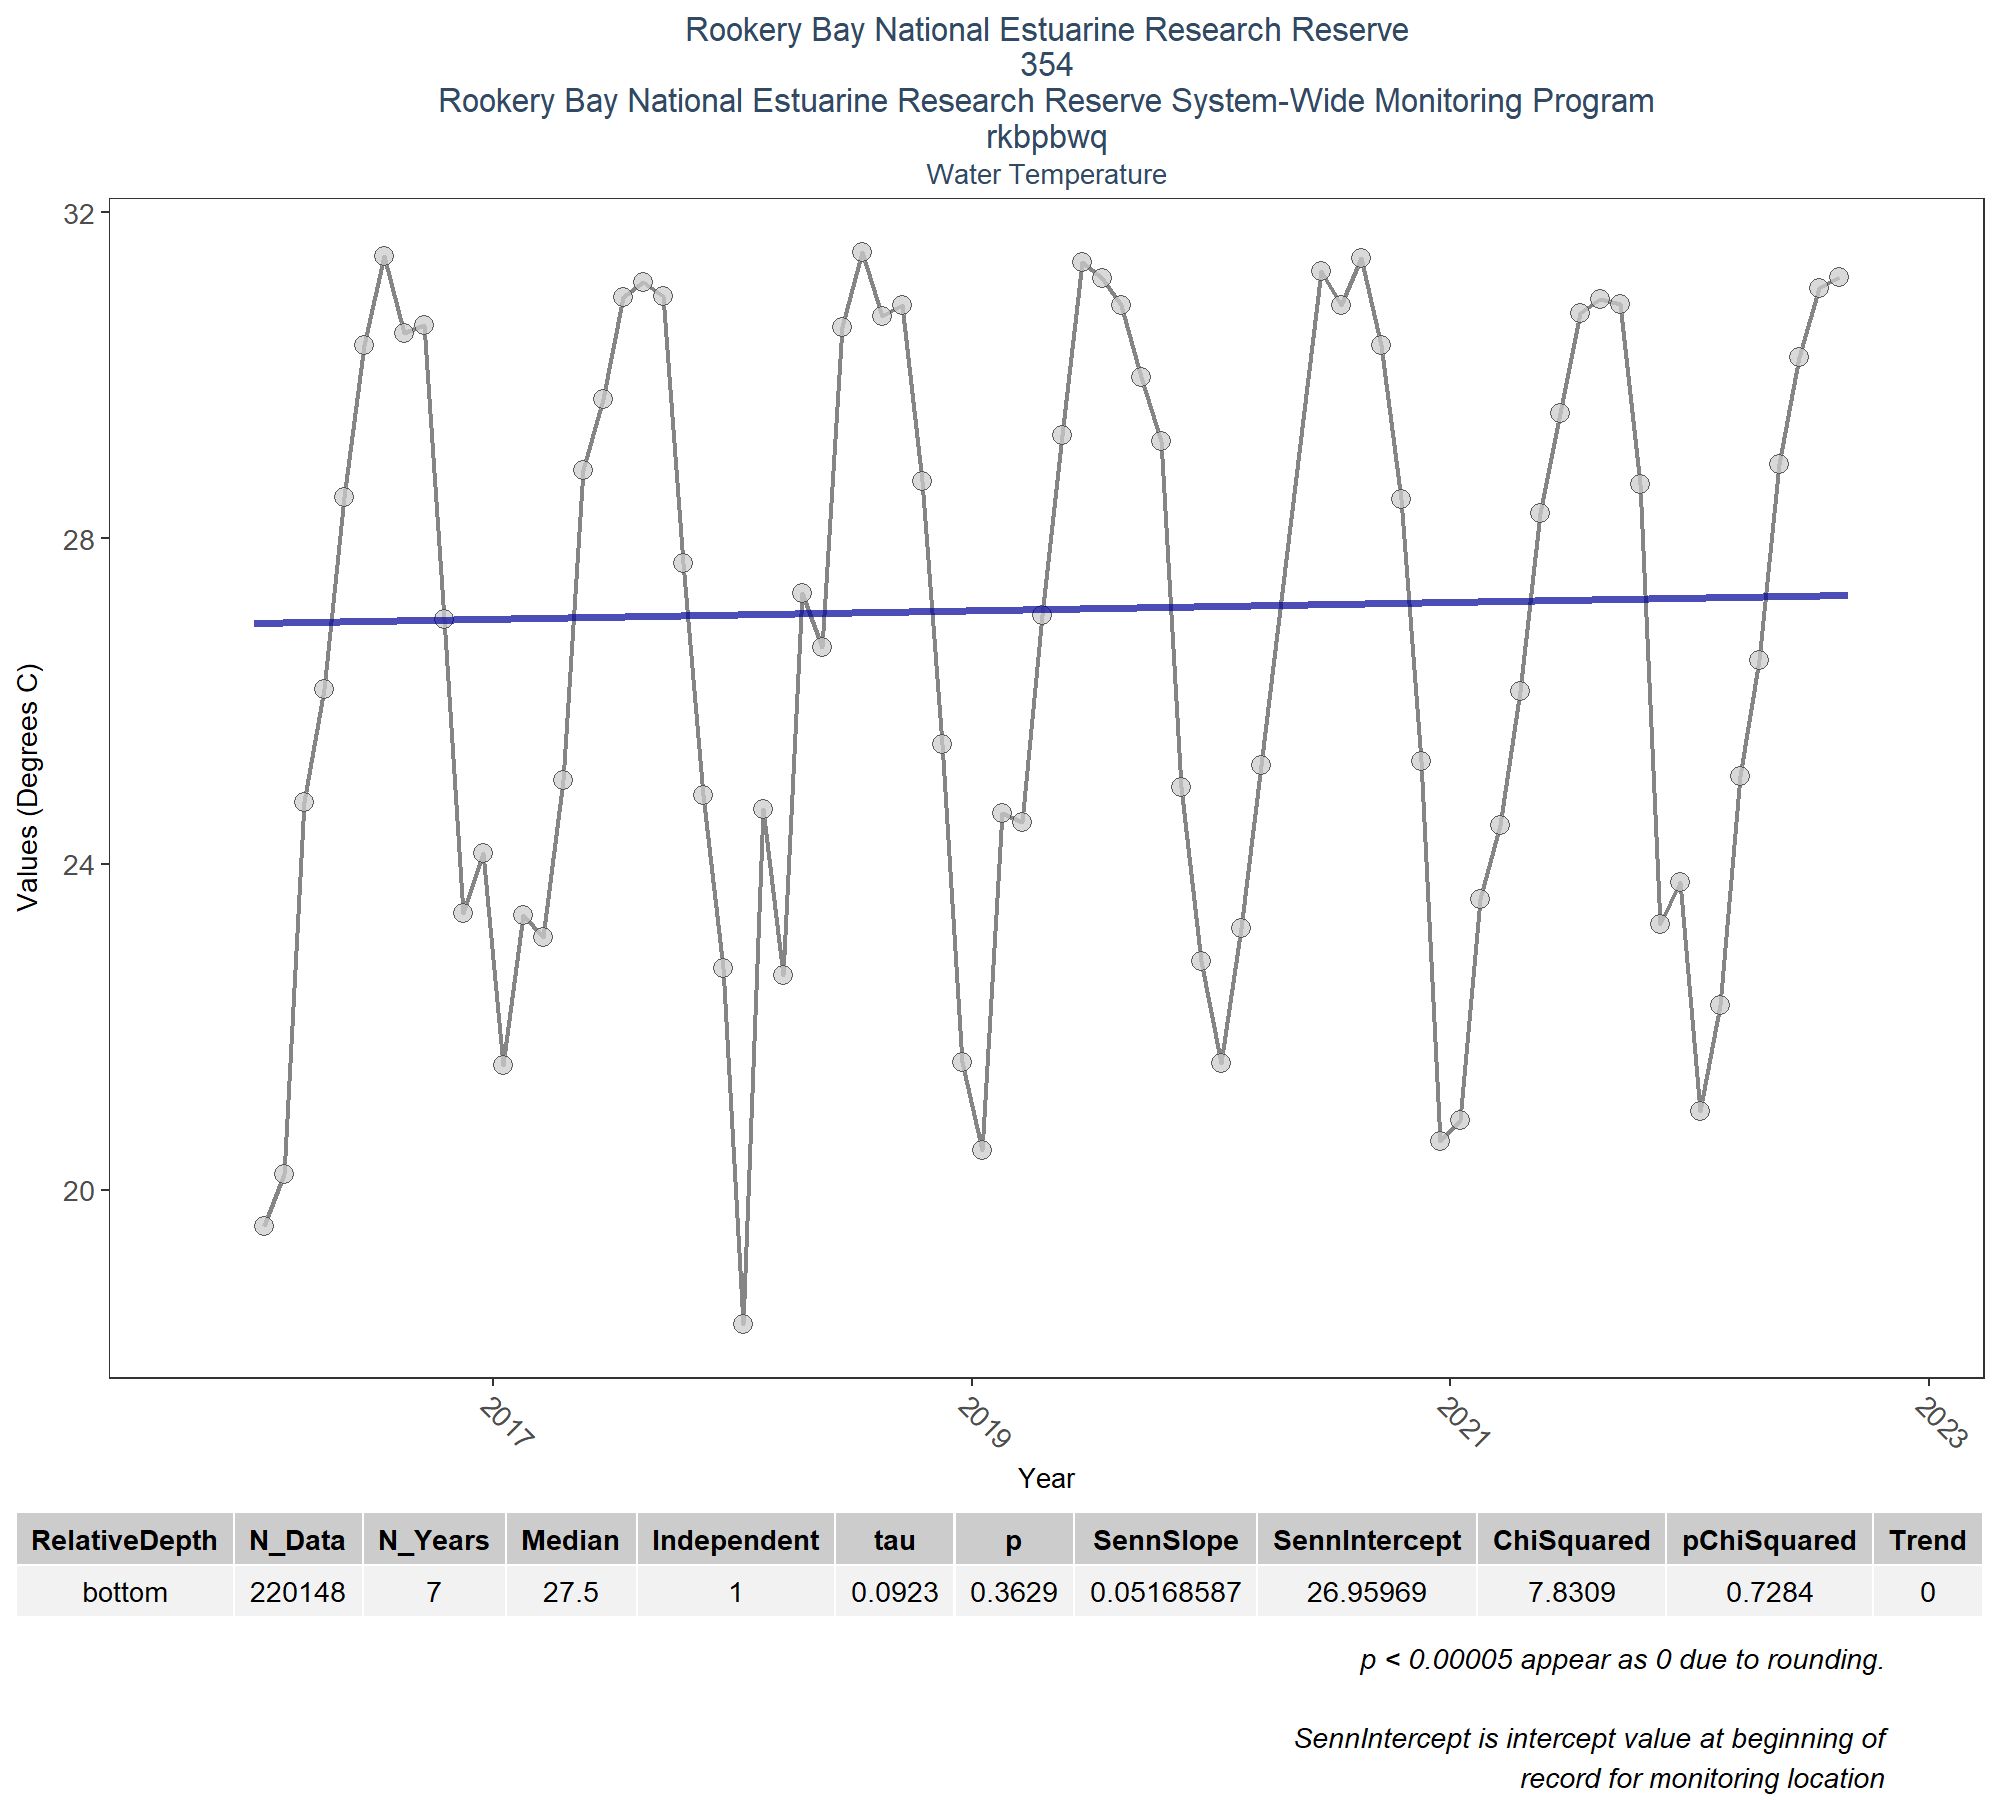 Rookery Bay National Estuarine Research Reserve
354
Rookery Bay National Estuarine Research Reserve System-Wide Monitoring Program
rkbpbwq
Water Temperature
32
28
24
20
Values (Degrees C)
2017
2019
2021
2023
Year
RelativeDepth N_Data N_Years Median Independent tau p SennSlope SennIntercept ChiSquared pChiSquared Trend
bottom 220148 7 27.5 1 0.0923 0.3629 0.05168587 26.95969 7.8309 0.7284 0
p < 0.00005 appear as 0 due to rounding.
SennIntercept is intercept value at beginning of
record for monitoring location